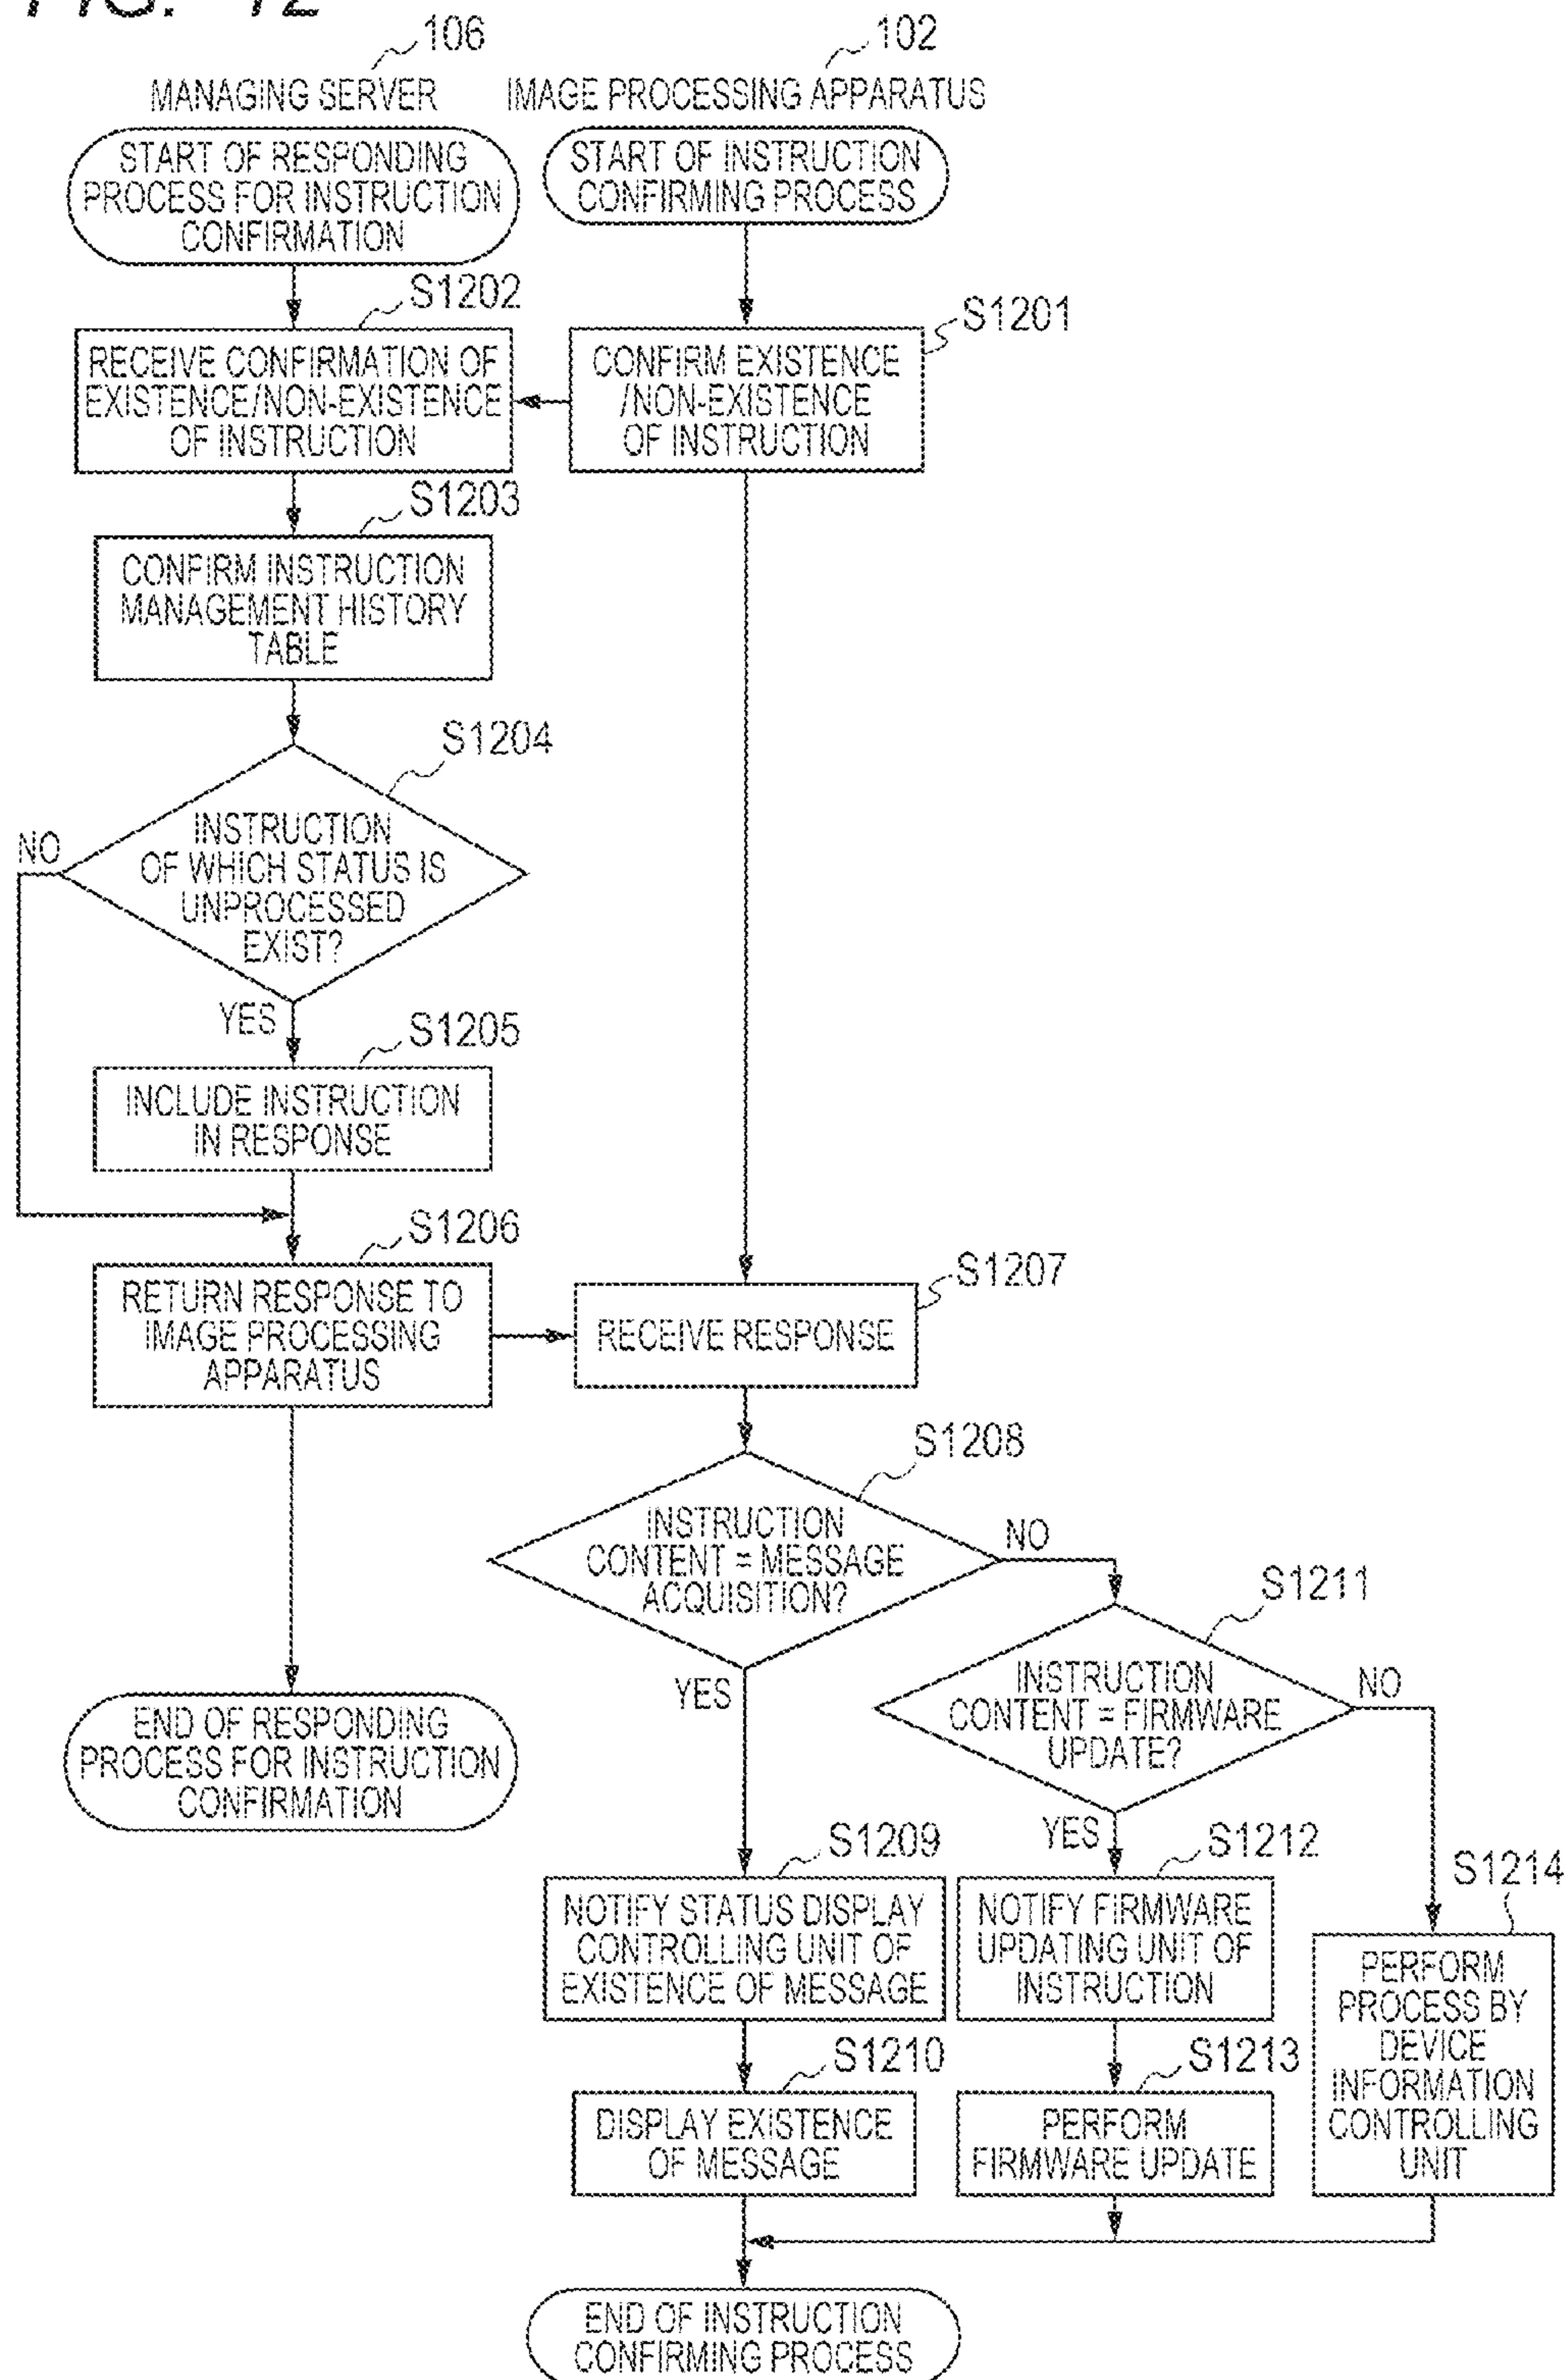 FIG. 12
106
MANAGING SERVER
102
IMAGE PROCESSING APPARATUS
START OF RESPONDING
PROCESS FOR INSTRUCTION
CONFIRMATION
START OF INSTRUCTION
CONFIRMING PROCESS
S1202
RECEIVE CONFIRMATION OF
EXISTENCE/NON-EXISTENCE
OF INSTRUCTION
S1201
CONFIRM EXISTENCE
/NON-EXISTENCE
OF INSTRUCTION
S1203
CONFIRM INSTRUCTION
MANAGEMENT HISTORY
TABLE
S1204
INSTRUCTION
OF WHICH STATUS IS
UNPROCESSED
EXIST?
NO
YES
S1205
INCLUDE INSTRUCTION
IN RESPONSE
S1206
RETURN RESPONSE TO
IMAGE PROCESSING
APPARATUS
S1207
RECEIVE RESPONSE
S1208
INSTRUCTION
CONTENT = MESSAGE
ACQUISITION?
NO
YES
S1211
INSTRUCTION
CONTENT = FIRMWARE
UPDATE?
NO
YES
END OF RESPONDING
PROCESS FOR INSTRUCTION
CONFIRMATION
S1209
NOTIFY STATUS DISPLAY
CONTROLLING UNIT OF
EXISTENCE OF MESSAGE
S1212
NOTIFY FIRMWARE
UPDATING UNIT OF
INSTRUCTION
S1214
PERFORM
PROCESS BY
DEVICE
INFORMATION
CONTROLLING
UNIT
S1210
DISPLAY EXISTENCE
OF MESSAGE
S1213
PERFORM
FIRMWARE UPDATE
END OF INSTRUCTION
CONFIRMING PROCESS